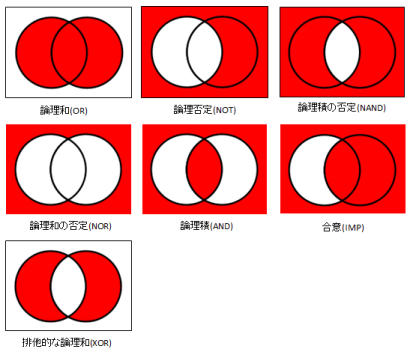 論理和(OR)
論理否定(NOT)
論理積の否定(NAND)
論理和の否定(NOR)
論理積(AND)
合意(IMP)
排他的な論理和(XOR)